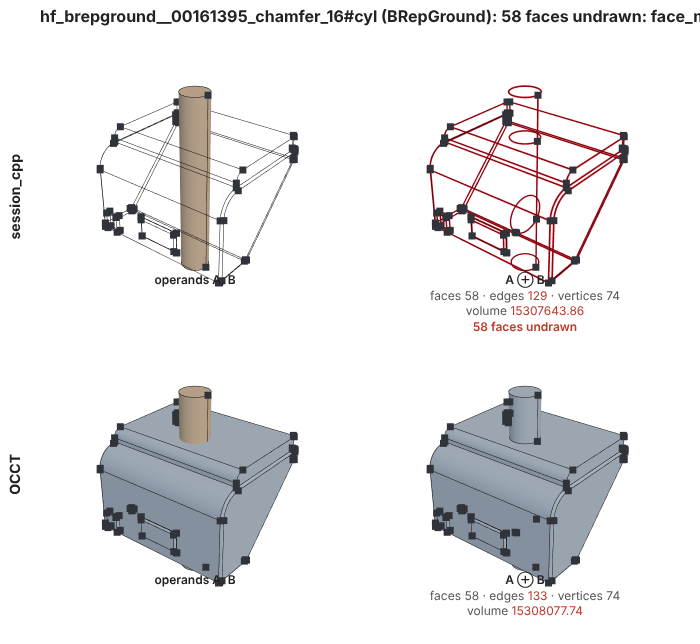 hf_brepground__00161395_chamfer_16#cyl (BRepGround): 58 faces undrawn: face_
session_cpp
operands A, B
A ⊕ B
faces 58 · edges 129 · vertices 74
volume 15307643.86
58 faces undrawn
OCCT
operands A, B
A ⊕ B
faces 58 · edges 133 · vertices 74
volume 15308077.74